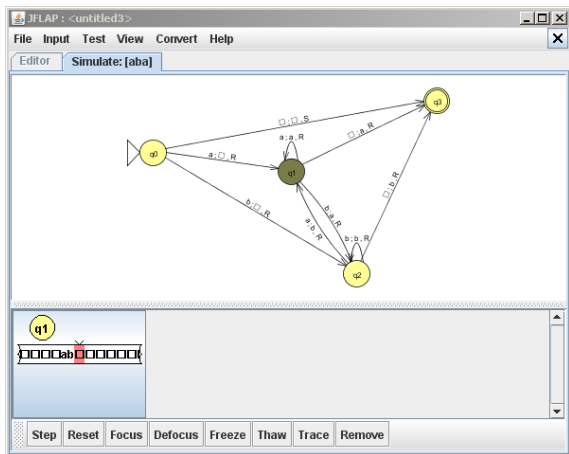 JFLAP : <untitled3>
File Input Test View Convert Help
Editor Simulate: [aba]
q3
□;□,S
□;a,R
a;a,R
q0
a;□,R
q1
b;□,R
b;a,R
a;b,R
□;b,R
b;b,R
q2
q1
□□□□ab□□□□□□□
Step Reset Focus Defocus Freeze Thaw Trace Remove